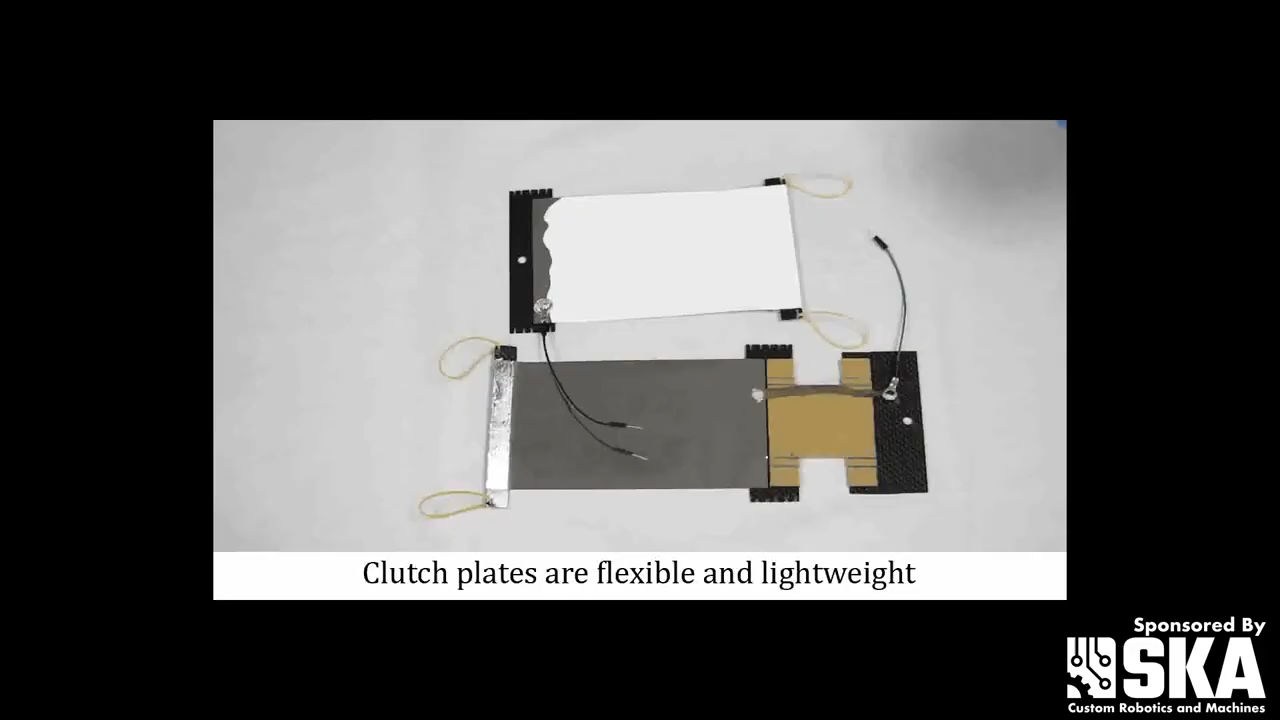 Clutch plates are flexible and lightweight
Sponsored By
SKA
Custom Robotics and Machines